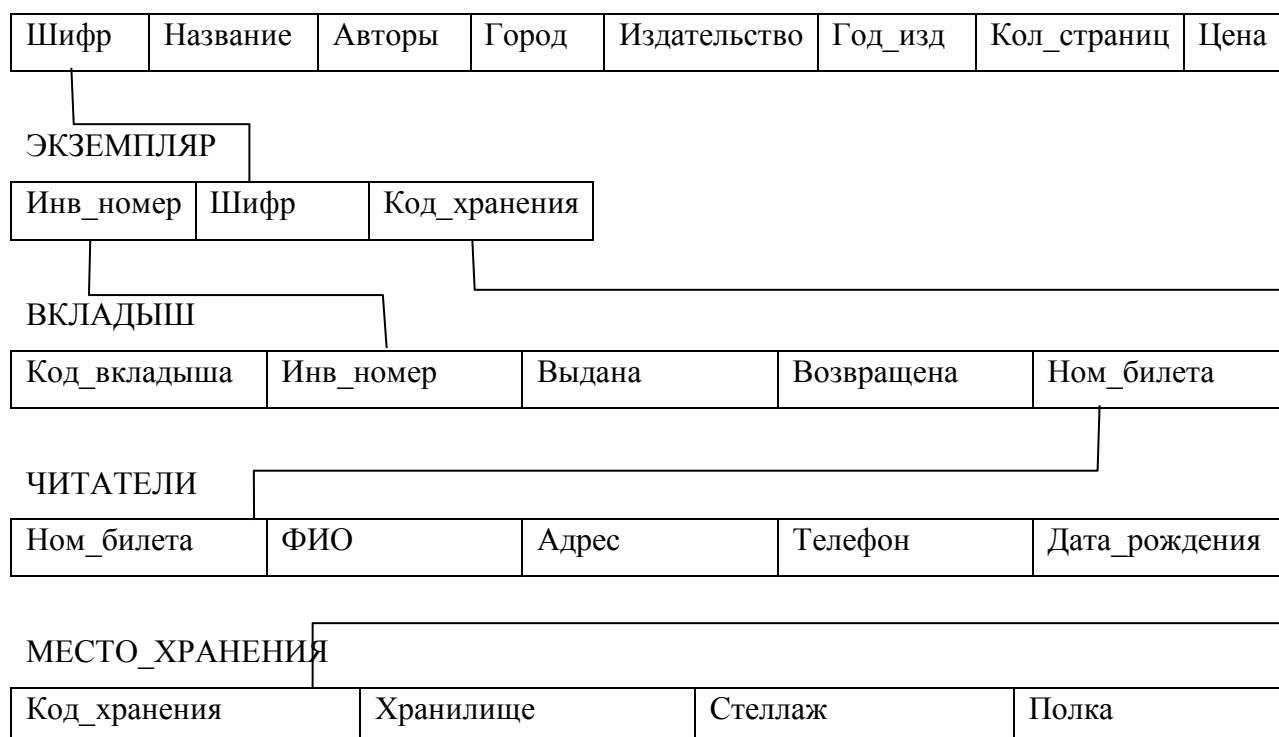 Шифр Название Авторы Город Издательство Год_изд Кол_страниц Цена
ЭКЗЕМПЛЯР
Инв_номер Шифр Код_хранения
ВКЛАДЫШ
Код_вкладыша Инв_номер Выдана Возвращена Ном_билета
ЧИТАТЕЛИ
Ном_билета ФИО Адрес Телефон Дата_рождения
МЕСТО_ХРАНЕНИЯ
Код_хранения Хранилище Стеллаж Полка